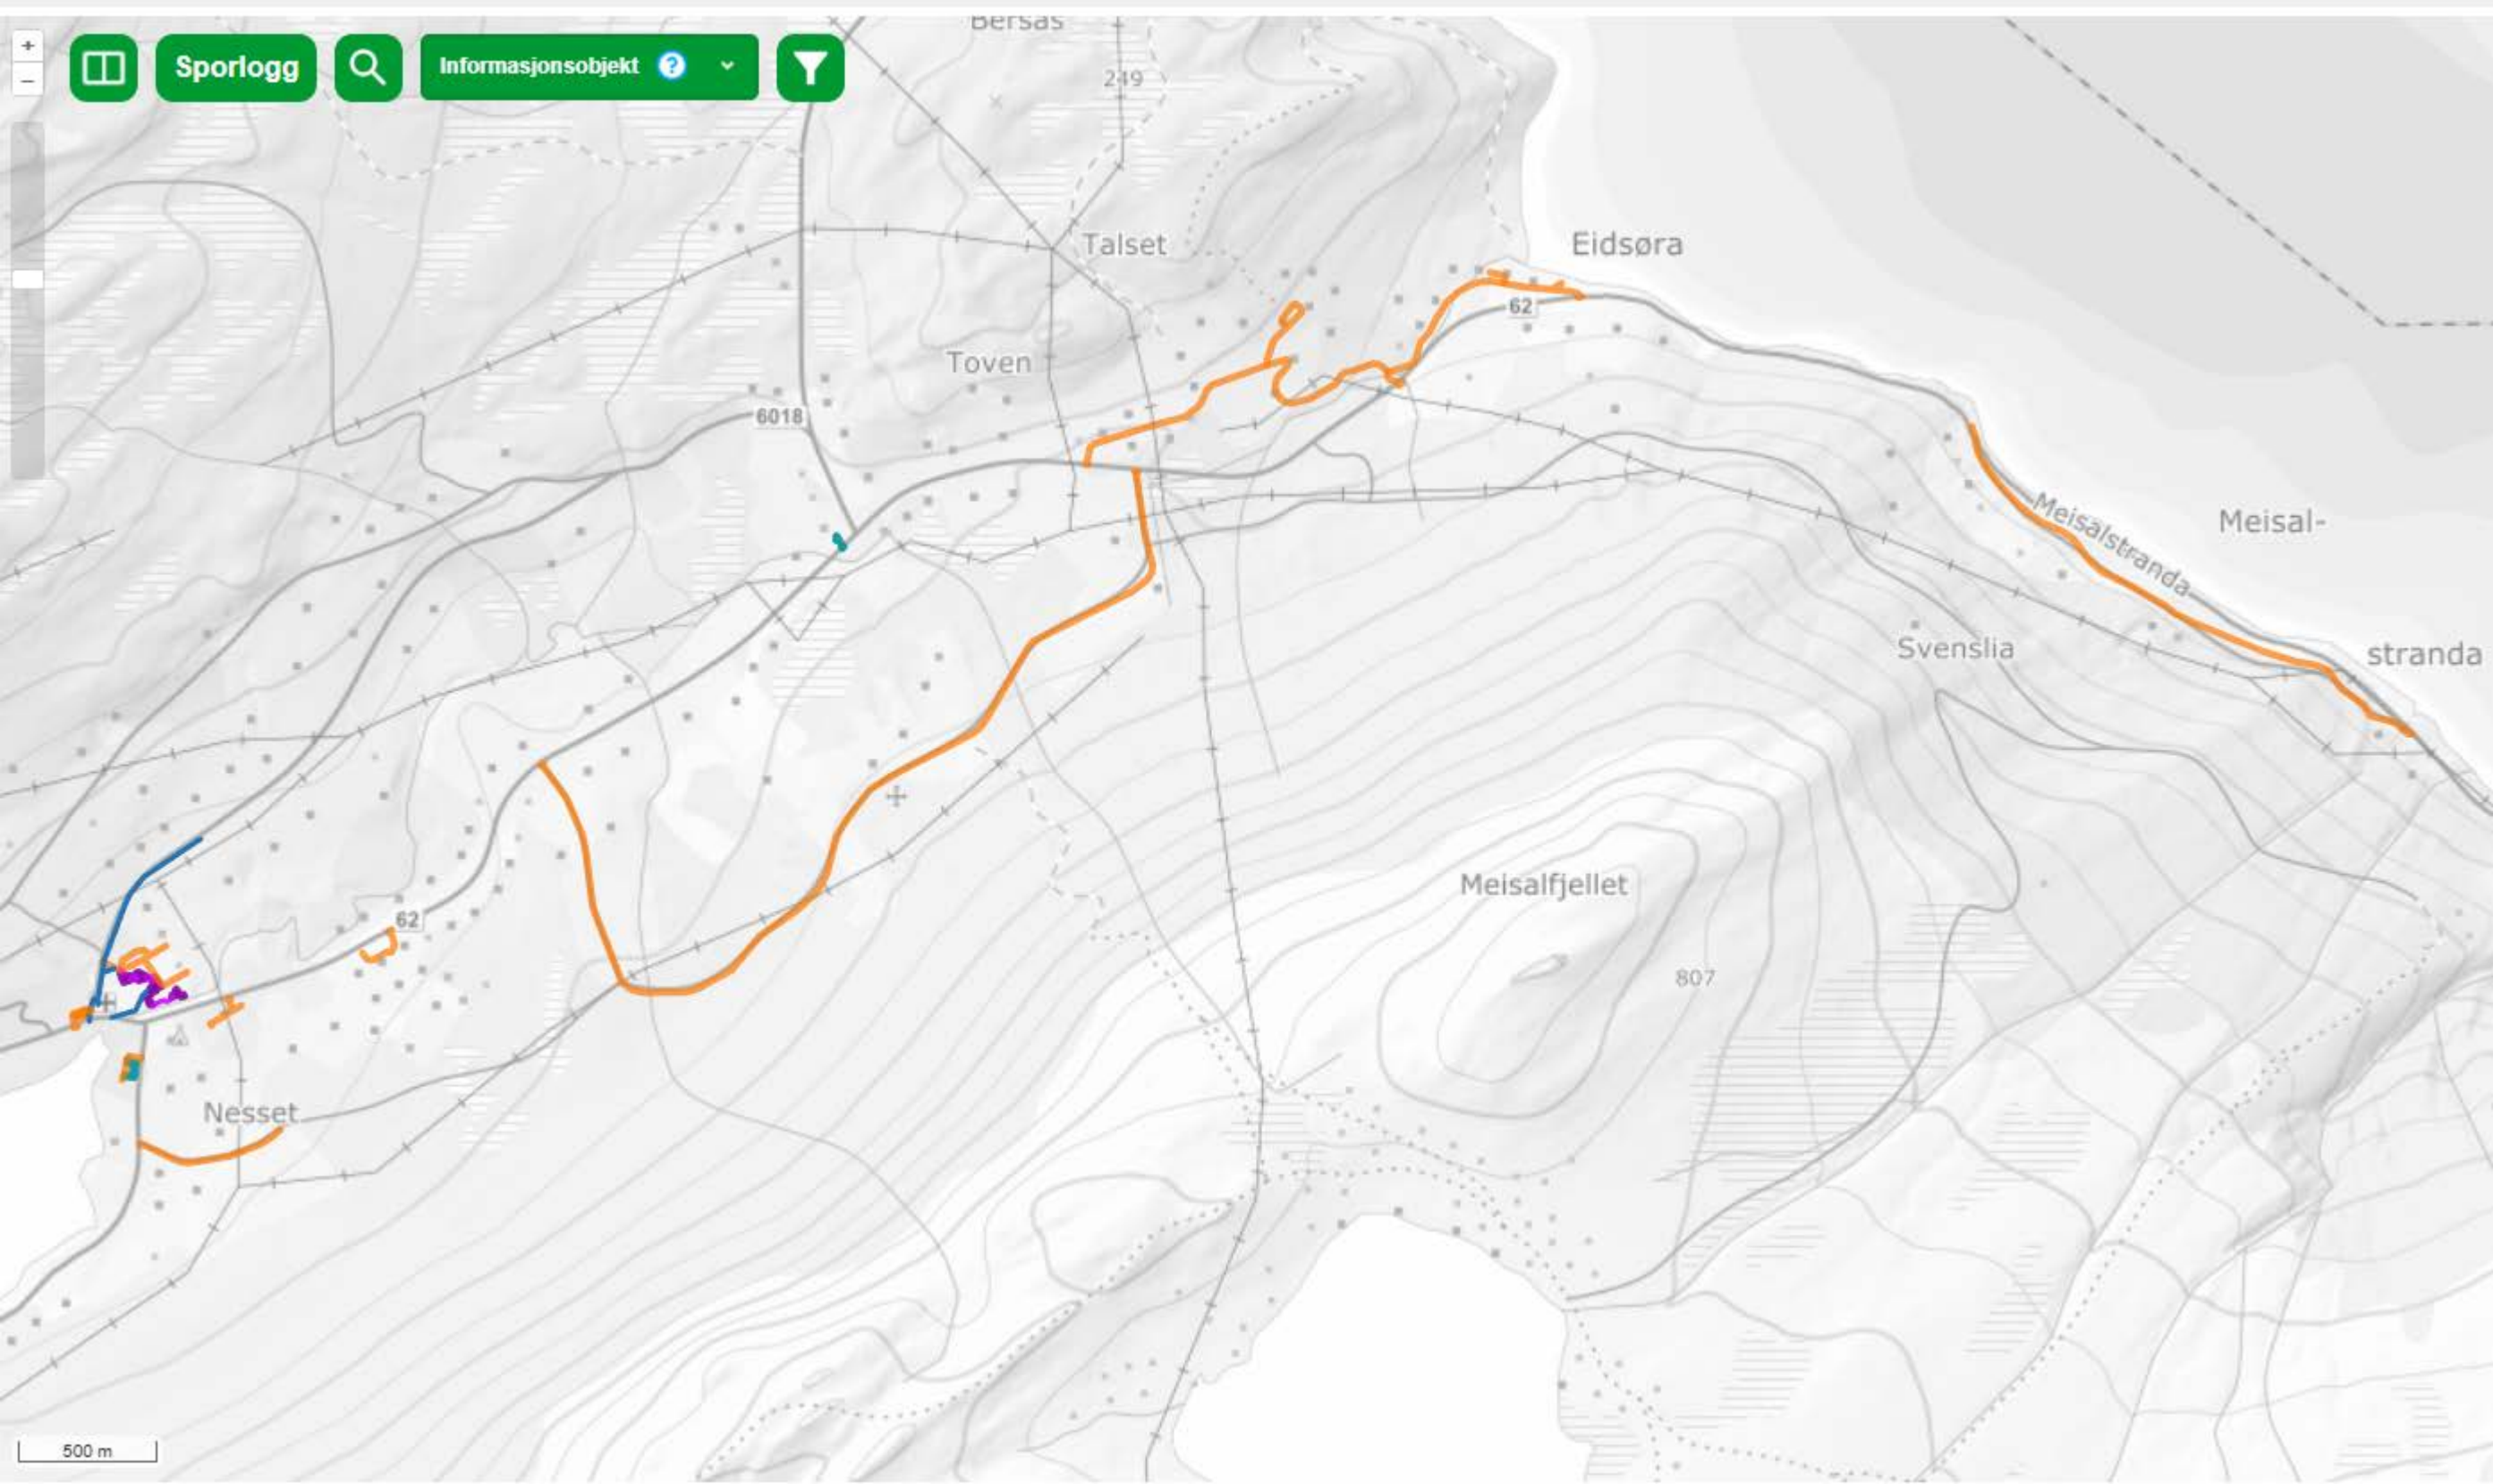 Bersås
+
−
Sporlogg
Informasjonsobjekt ?
249
Talset
Eidsøra
62
Toven
6018
Meisalstranda
Meisal-
stranda
Svenslia
Meisalfjellet
62
807
Nesset
500 m